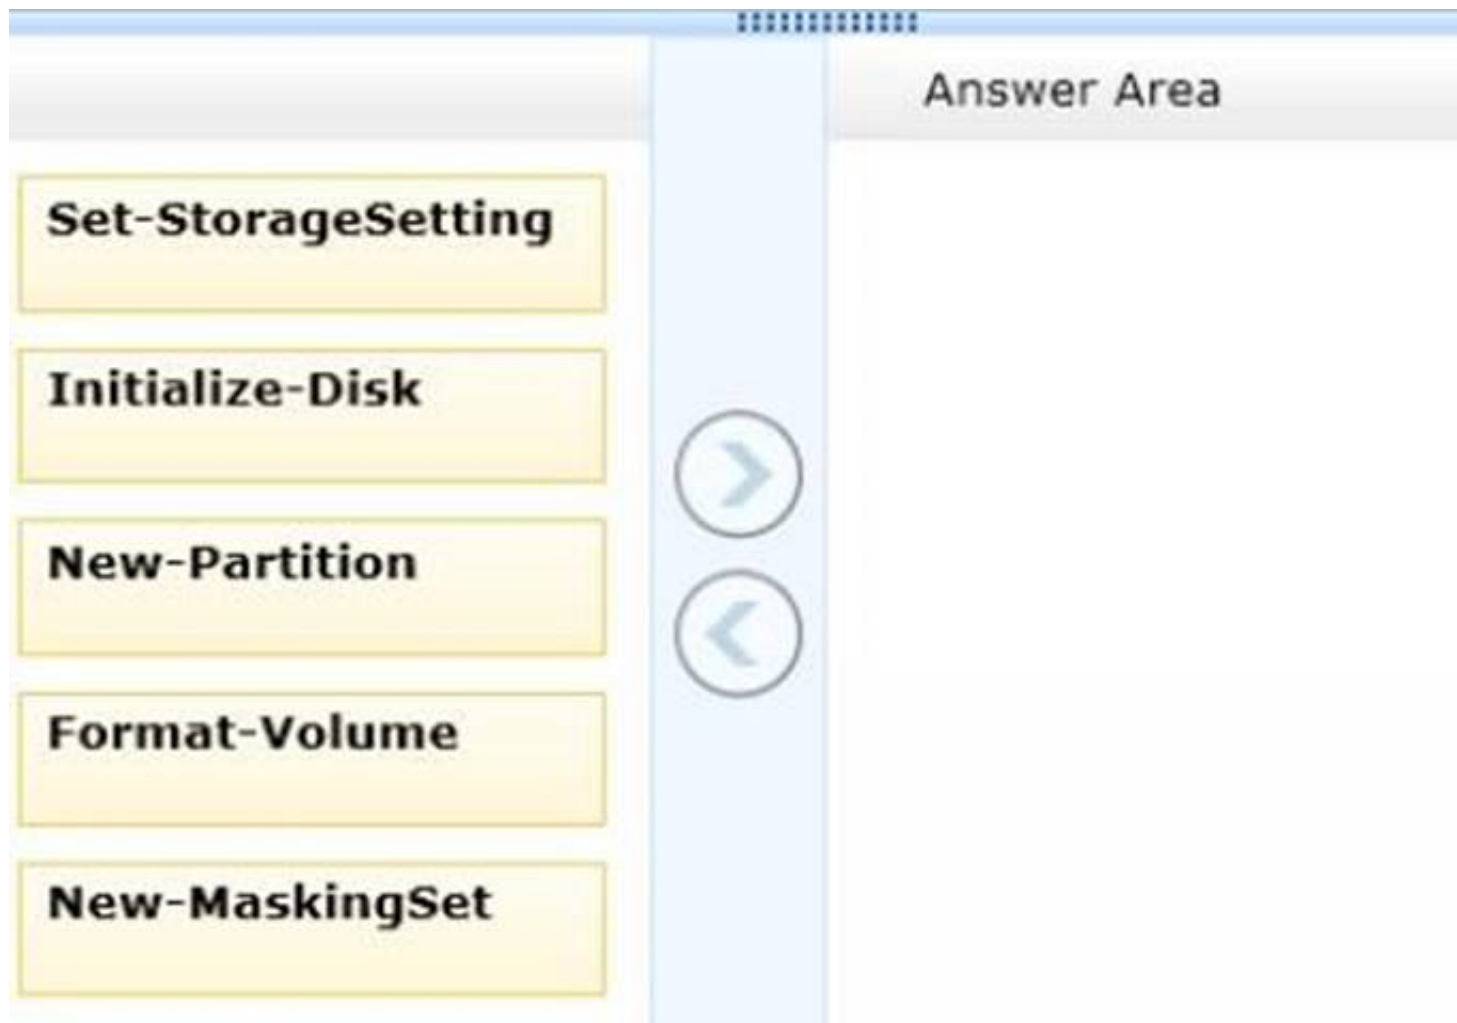 Answer Area
Set-StorageSetting
Initialize-Disk
New-Partition
Format-Volume
New-MaskingSet